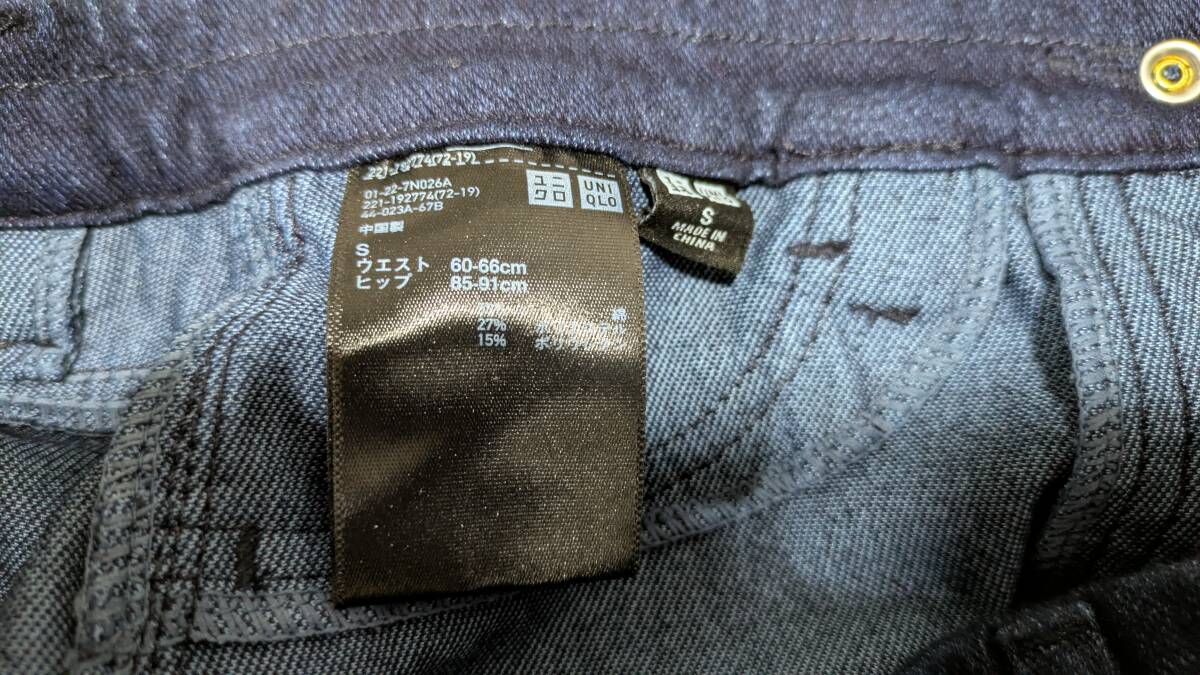 01-22-7N026A
221-192774(72-19)
44-023A-67B
ユニ
クロ
UNI
QLO
中国製
S
ウエスト 60-66cm
ヒップ 85-91cm
綿
27%
15%
S
MADE IN
CHINA